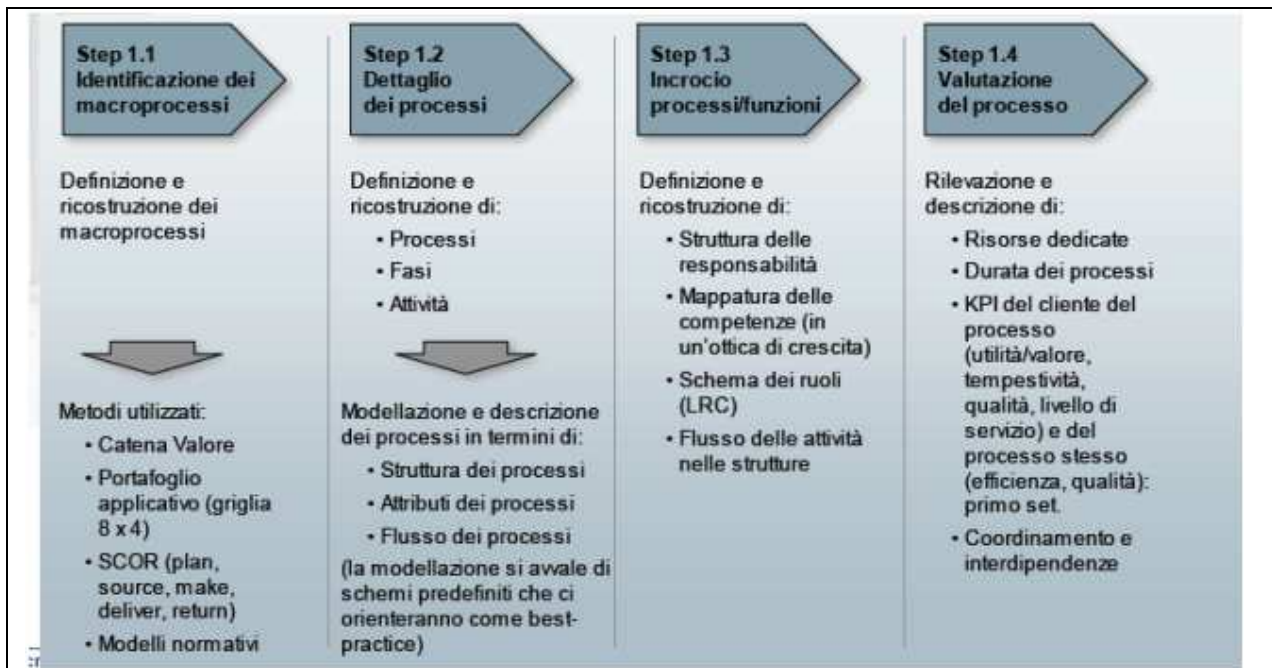 Step 1.1
Identificazione dei
macroprocessi
Definizione e
ricostruzione dei
macroprocessi
Metodi utilizzati:
• Catena Valore
• Portafoglio
applicativo (griglia
8 x 4)
• SCOR (plan,
source, make,
deliver, return)
• Modelli normativi
Step 1.2
Dettaglio
dei processi
Definizione e
ricostruzione di:
• Processi
• Fasi
• Attività
Modellazione e descrizione
dei processi in termini di:
• Struttura dei processi
• Attributi dei processi
• Flusso dei processi
(la modellazione si avvale di
schemi predefiniti che ci
orienteranno come best-
practice)
Step 1.3
Incrocio
processi/funzioni
Definizione e
ricostruzione di:
• Struttura delle
responsabilità
• Mappatura delle
competenze (in
un'ottica di crescita)
• Schema dei ruoli
(LRC)
• Flusso delle attività
nelle strutture
Step 1.4
Valutazione
del processo
Rilevazione e
descrizione di:
• Risorse dedicate
• Durata dei processi
• KPI del cliente del
processo
(utilità/valore,
tempestività,
qualità, livello di
servizio) e del
processo stesso
(efficienza, qualità):
primo set.
• Coordinamento e
interdipendenze